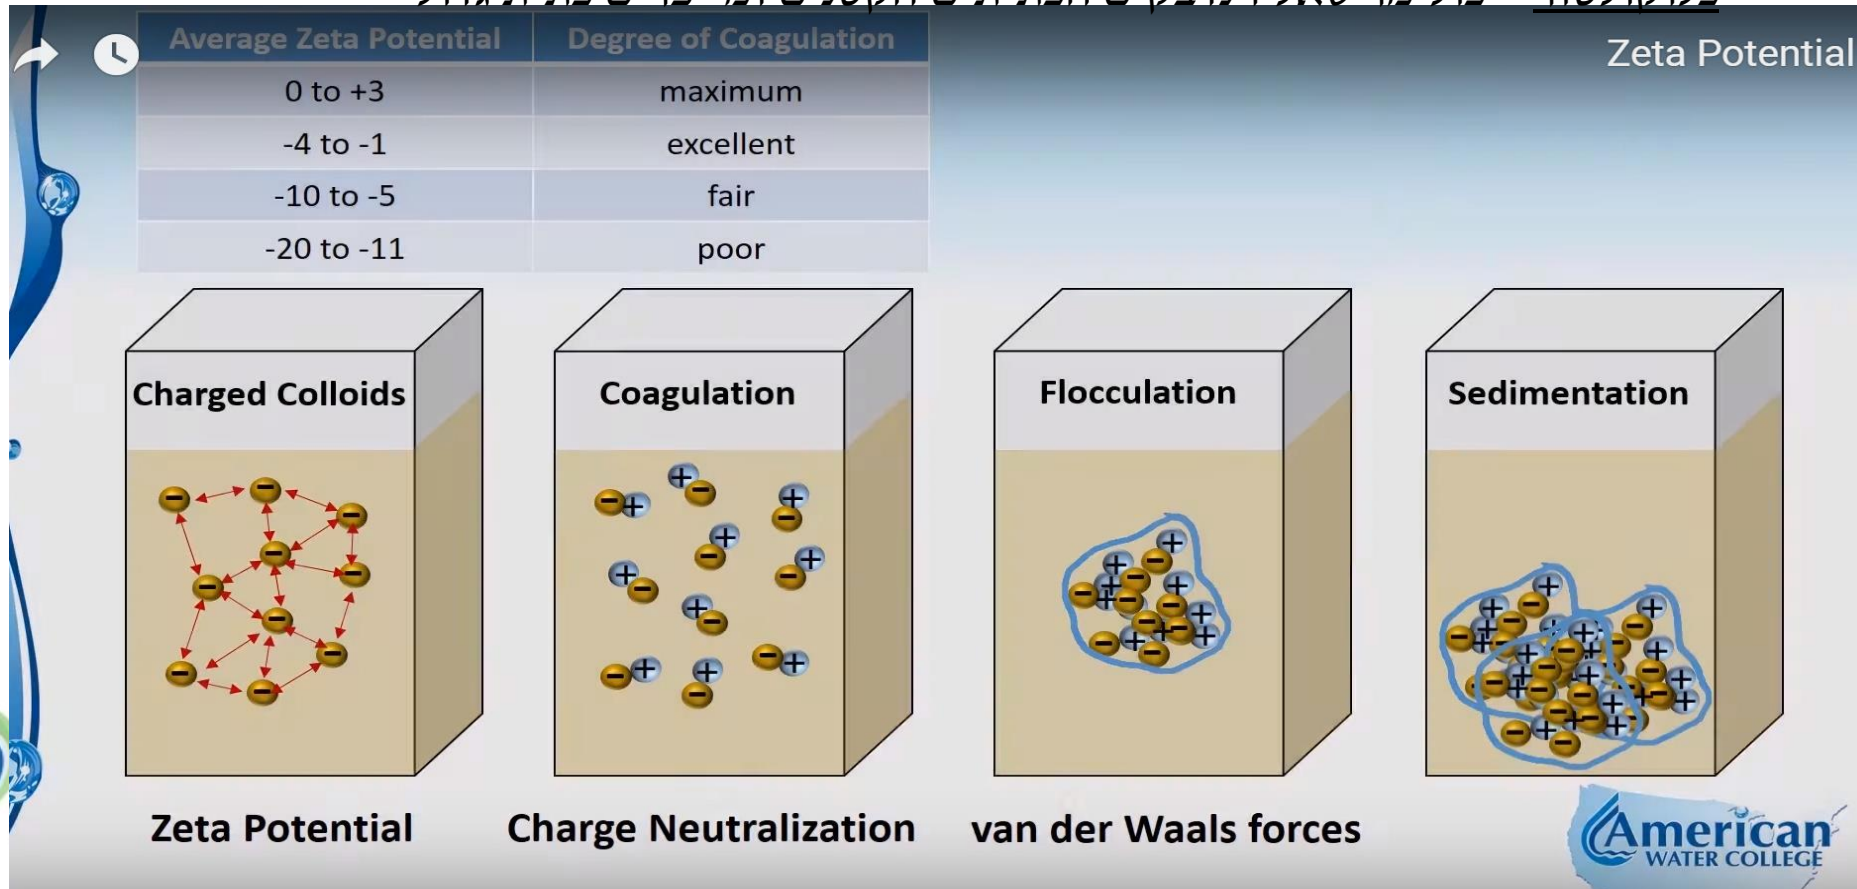 Zeta Potential
Average Zeta Potential Degree of Coagulation
0 to +3 maximum
-4 to -1 excellent
-10 to -5 fair
-20 to -11 poor
Charged Colloids
Coagulation
Flocculation
Sedimentation
Zeta Potential
Charge Neutralization
van der Waals forces
American
WATER COLLEGE